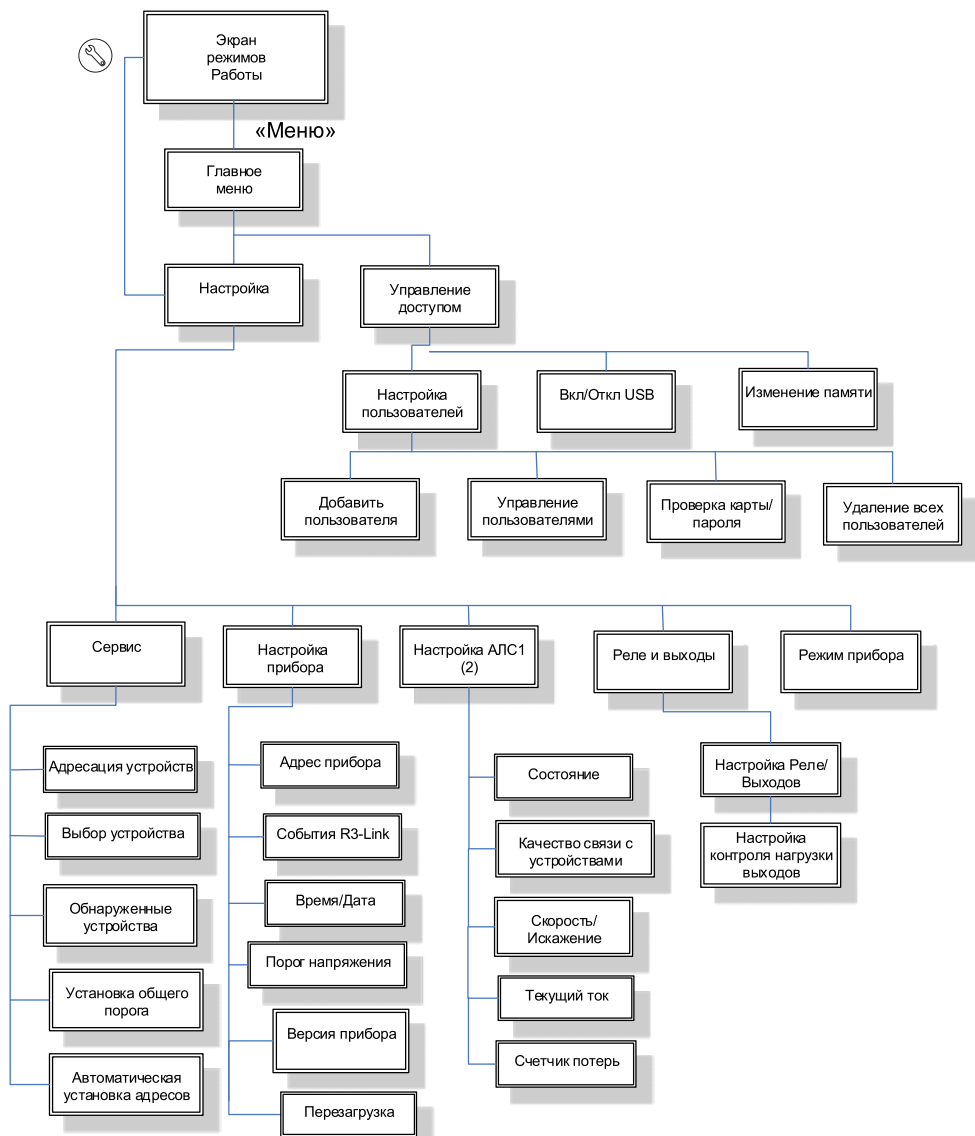 Экран
режимов
Работы
«Меню»
Главное
меню
Настройка
Управление
доступом
Настройка
пользователей
Вкл/Откл USB
Изменение памяти
Добавить
пользователя
Управление
пользователями
Проверка карты/
пароля
Удаление всех
пользователей
Сервис
Настройка
прибора
Настройка АЛС1
(2)
Реле и выходы
Режим прибора
Адресация устройств
Выбор устройства
Обнаруженные
устройства
Установка общего
порога
Автоматическая
установка адресов
Адрес прибора
События R3-Link
Время/Дата
Порог напряжения
Версия прибора
Перезагрузка
Состояние
Качество связи с
устройствами
Скорость/
Искажение
Текущий ток
Счетчик потерь
Настройка Реле/
Выходов
Настройка
контроля нагрузки
выходов